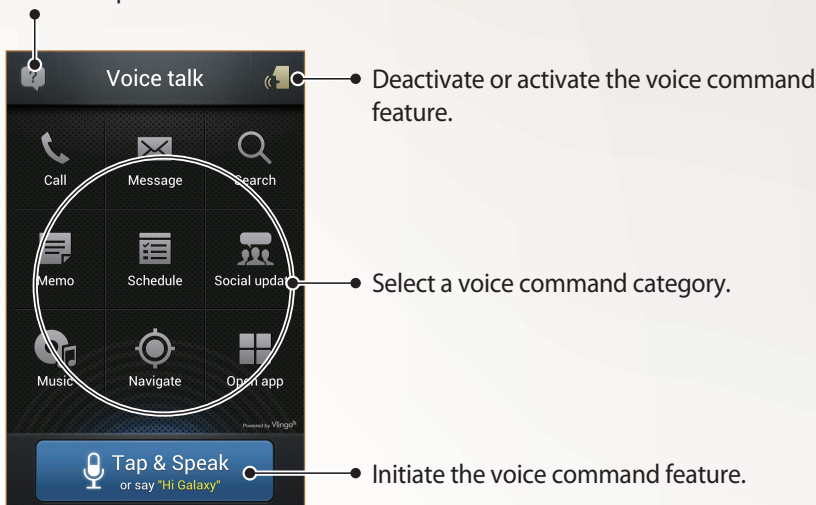 Voice talk
Deactivate or activate the voice command
feature.
Call
Message
Search
Memo
Schedule
Social update
Select a voice command category.
Music
Navigate
Open app
Powered by Vlingo
Tap & Speak
or say "Hi Galaxy"
Initiate the voice command feature.